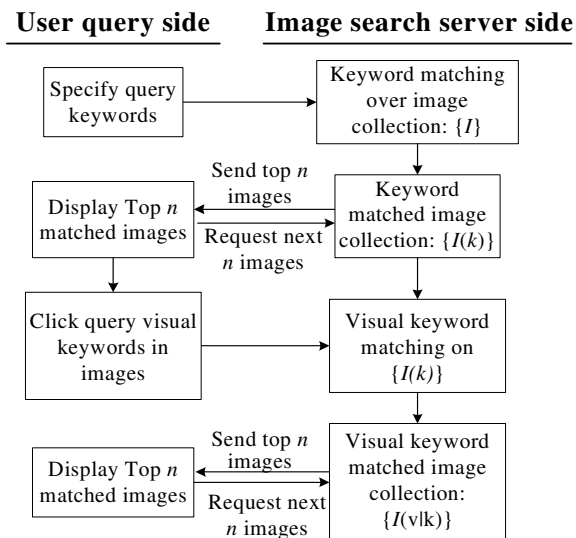 User query side
Image search server side
Specify query
keywords
Keyword matching
over image
collection: {I}
Send top n
images
Display Top n
matched images
Request next
n images
Keyword
matched image
collection: {I(k)}
Click query visual
keywords in
images
Visual keyword
matching on
{I(k)}
Send top n
images
Display Top n
matched images
Request next
n images
Visual keyword
matched image
collection:
{I(v|k)}